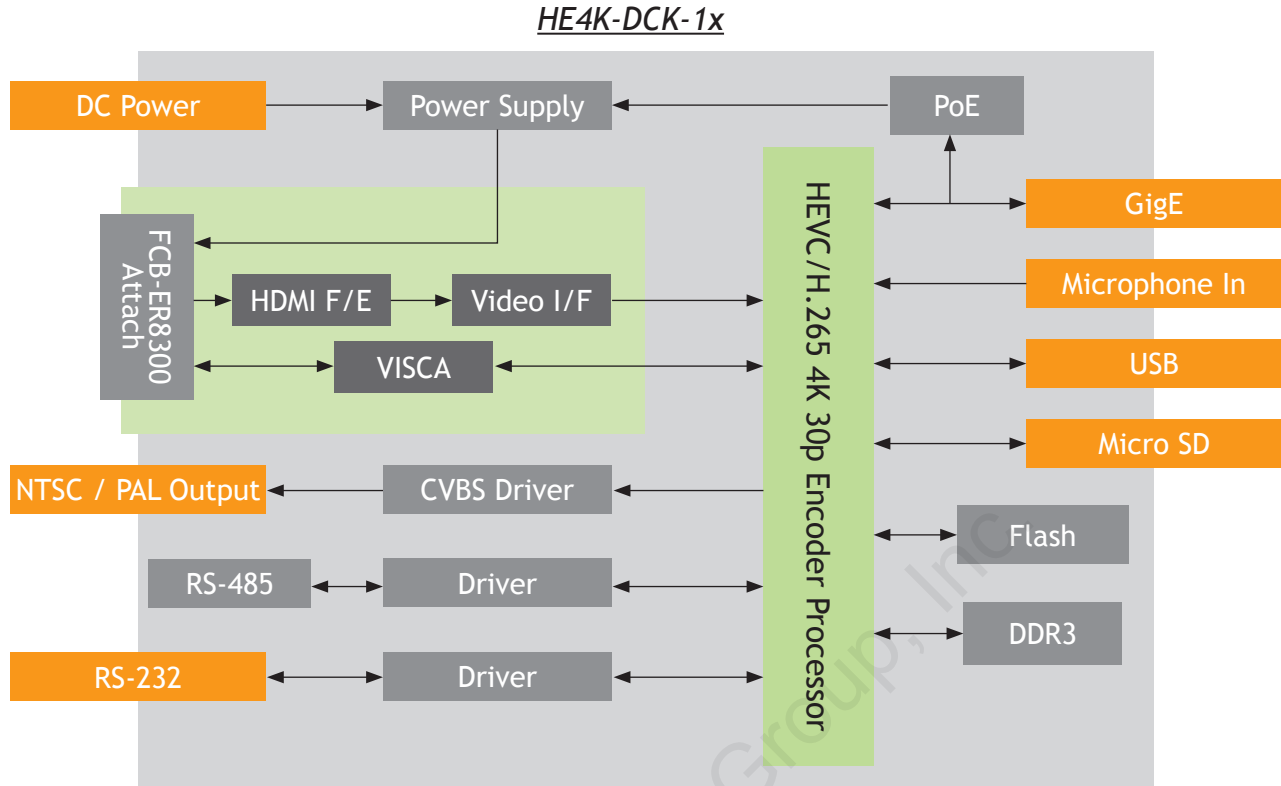 HE4K-DCK-1x
DC Power
Power Supply
PoE
GigE
FCB-ER8300
Attach
HDMI F/E
Video I/F
VISCA
HEVC/H.265 4K 30p Encoder Processor
Microphone In
USB
Micro SD
NTSC / PAL Output
CVBS Driver
Flash
RS-485
Driver
DDR3
RS-232
Driver
Group, Inc.